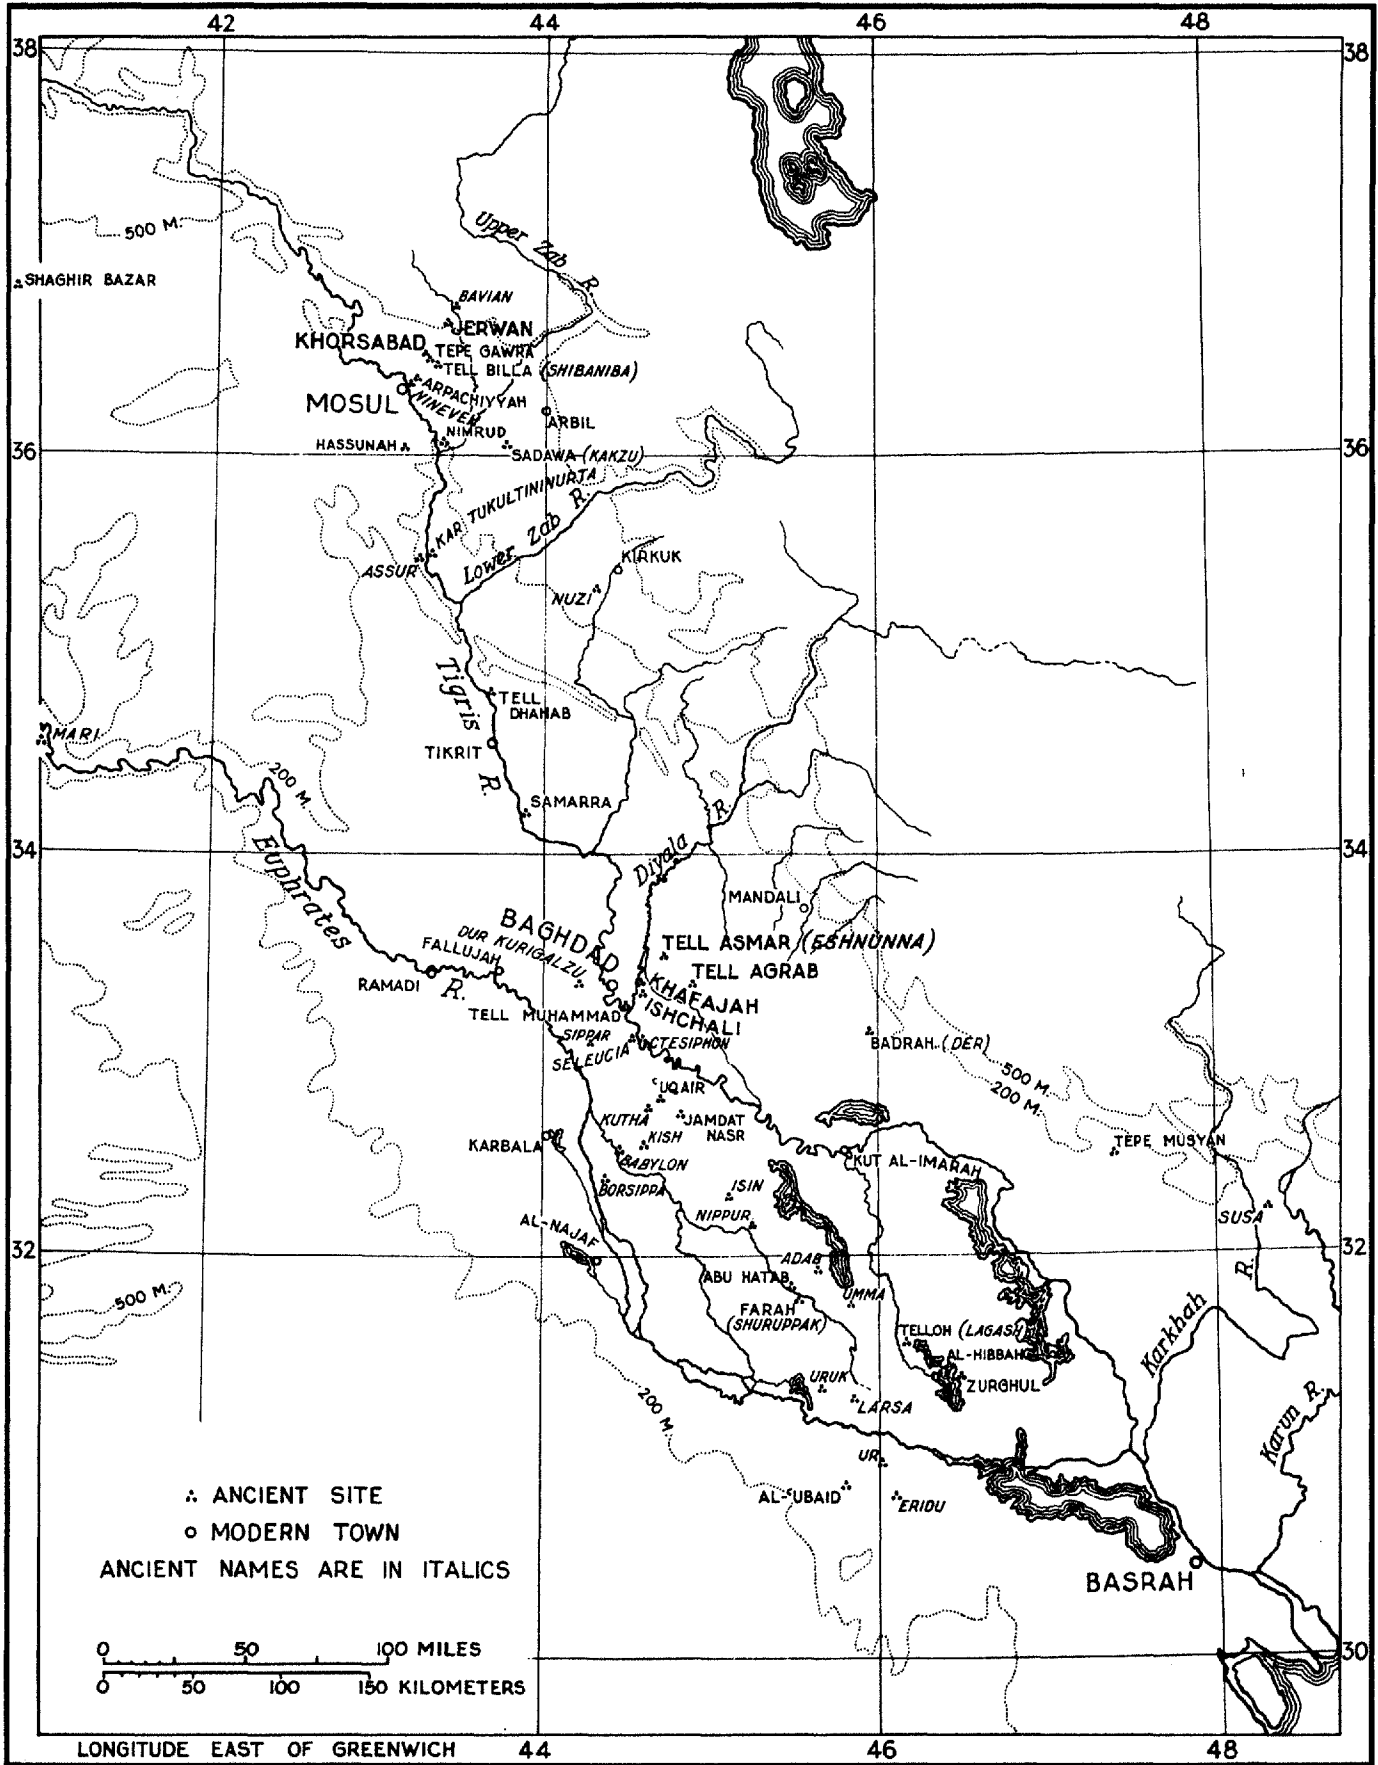 42 44 46 48
38 38
500 M.
Upper Zab R.
SHAGHIR BAZAR
BAVIAN
JERWAN
KHORSABAD
TEPE GAWRA
TELL BILLA (SHIBANIBA)
ARPACHIYYAH
NINEVEH
MOSUL
ARBIL
NIMRUD
HASSUNAH
36 36
SADAWA (KAKZU)
KAR TUKULTININURTA
Lower Zab R.
ASSUR
KIRKUK
NUZI
Tigris R.
TELL
DHAHAB
MARI
TIKRIT
200 M.
SAMARRA
34 34
Euphrates R.
Diyala R.
MANDALI
BAGHDAD
DUR KURIGALZU
FALLUJAH
TELL ASMAR (ESHNUNNA)
TELL AGRAB
RAMADI
KHAFAJAH
ISHCHALI
TELL MUHAMMAD
SIPPAR
CTESIPHON
SELEUCIA
BADRAH (DER)
500 M.
200 M.
ʿUQAIR
KUTHA
JAMDAT
NASR
KISH
KARBALA
BABYLON
KUT AL-IMARAH
TEPE MUSYAN
BORSIPPA
ISIN
NIPPUR
SUSA
AL-NAJAF
32 32
ADAB
ABU HATAB
UMMA
500 M.
FARAH
(SHURUPPAK)
TELLOH (LAGASH)
AL-HIBBAH
ZURGHUL
Karkhah R.
URUK
LARSA
200 M.
Karun R.
UR
AL-ʿUBAID
ERIDU
ANCIENT SITE
MODERN TOWN
ANCIENT NAMES ARE IN ITALICS
BASRAH
0 50 100 MILES
0 50 100 150 KILOMETERS
30
LONGITUDE EAST OF GREENWICH
44 46 48